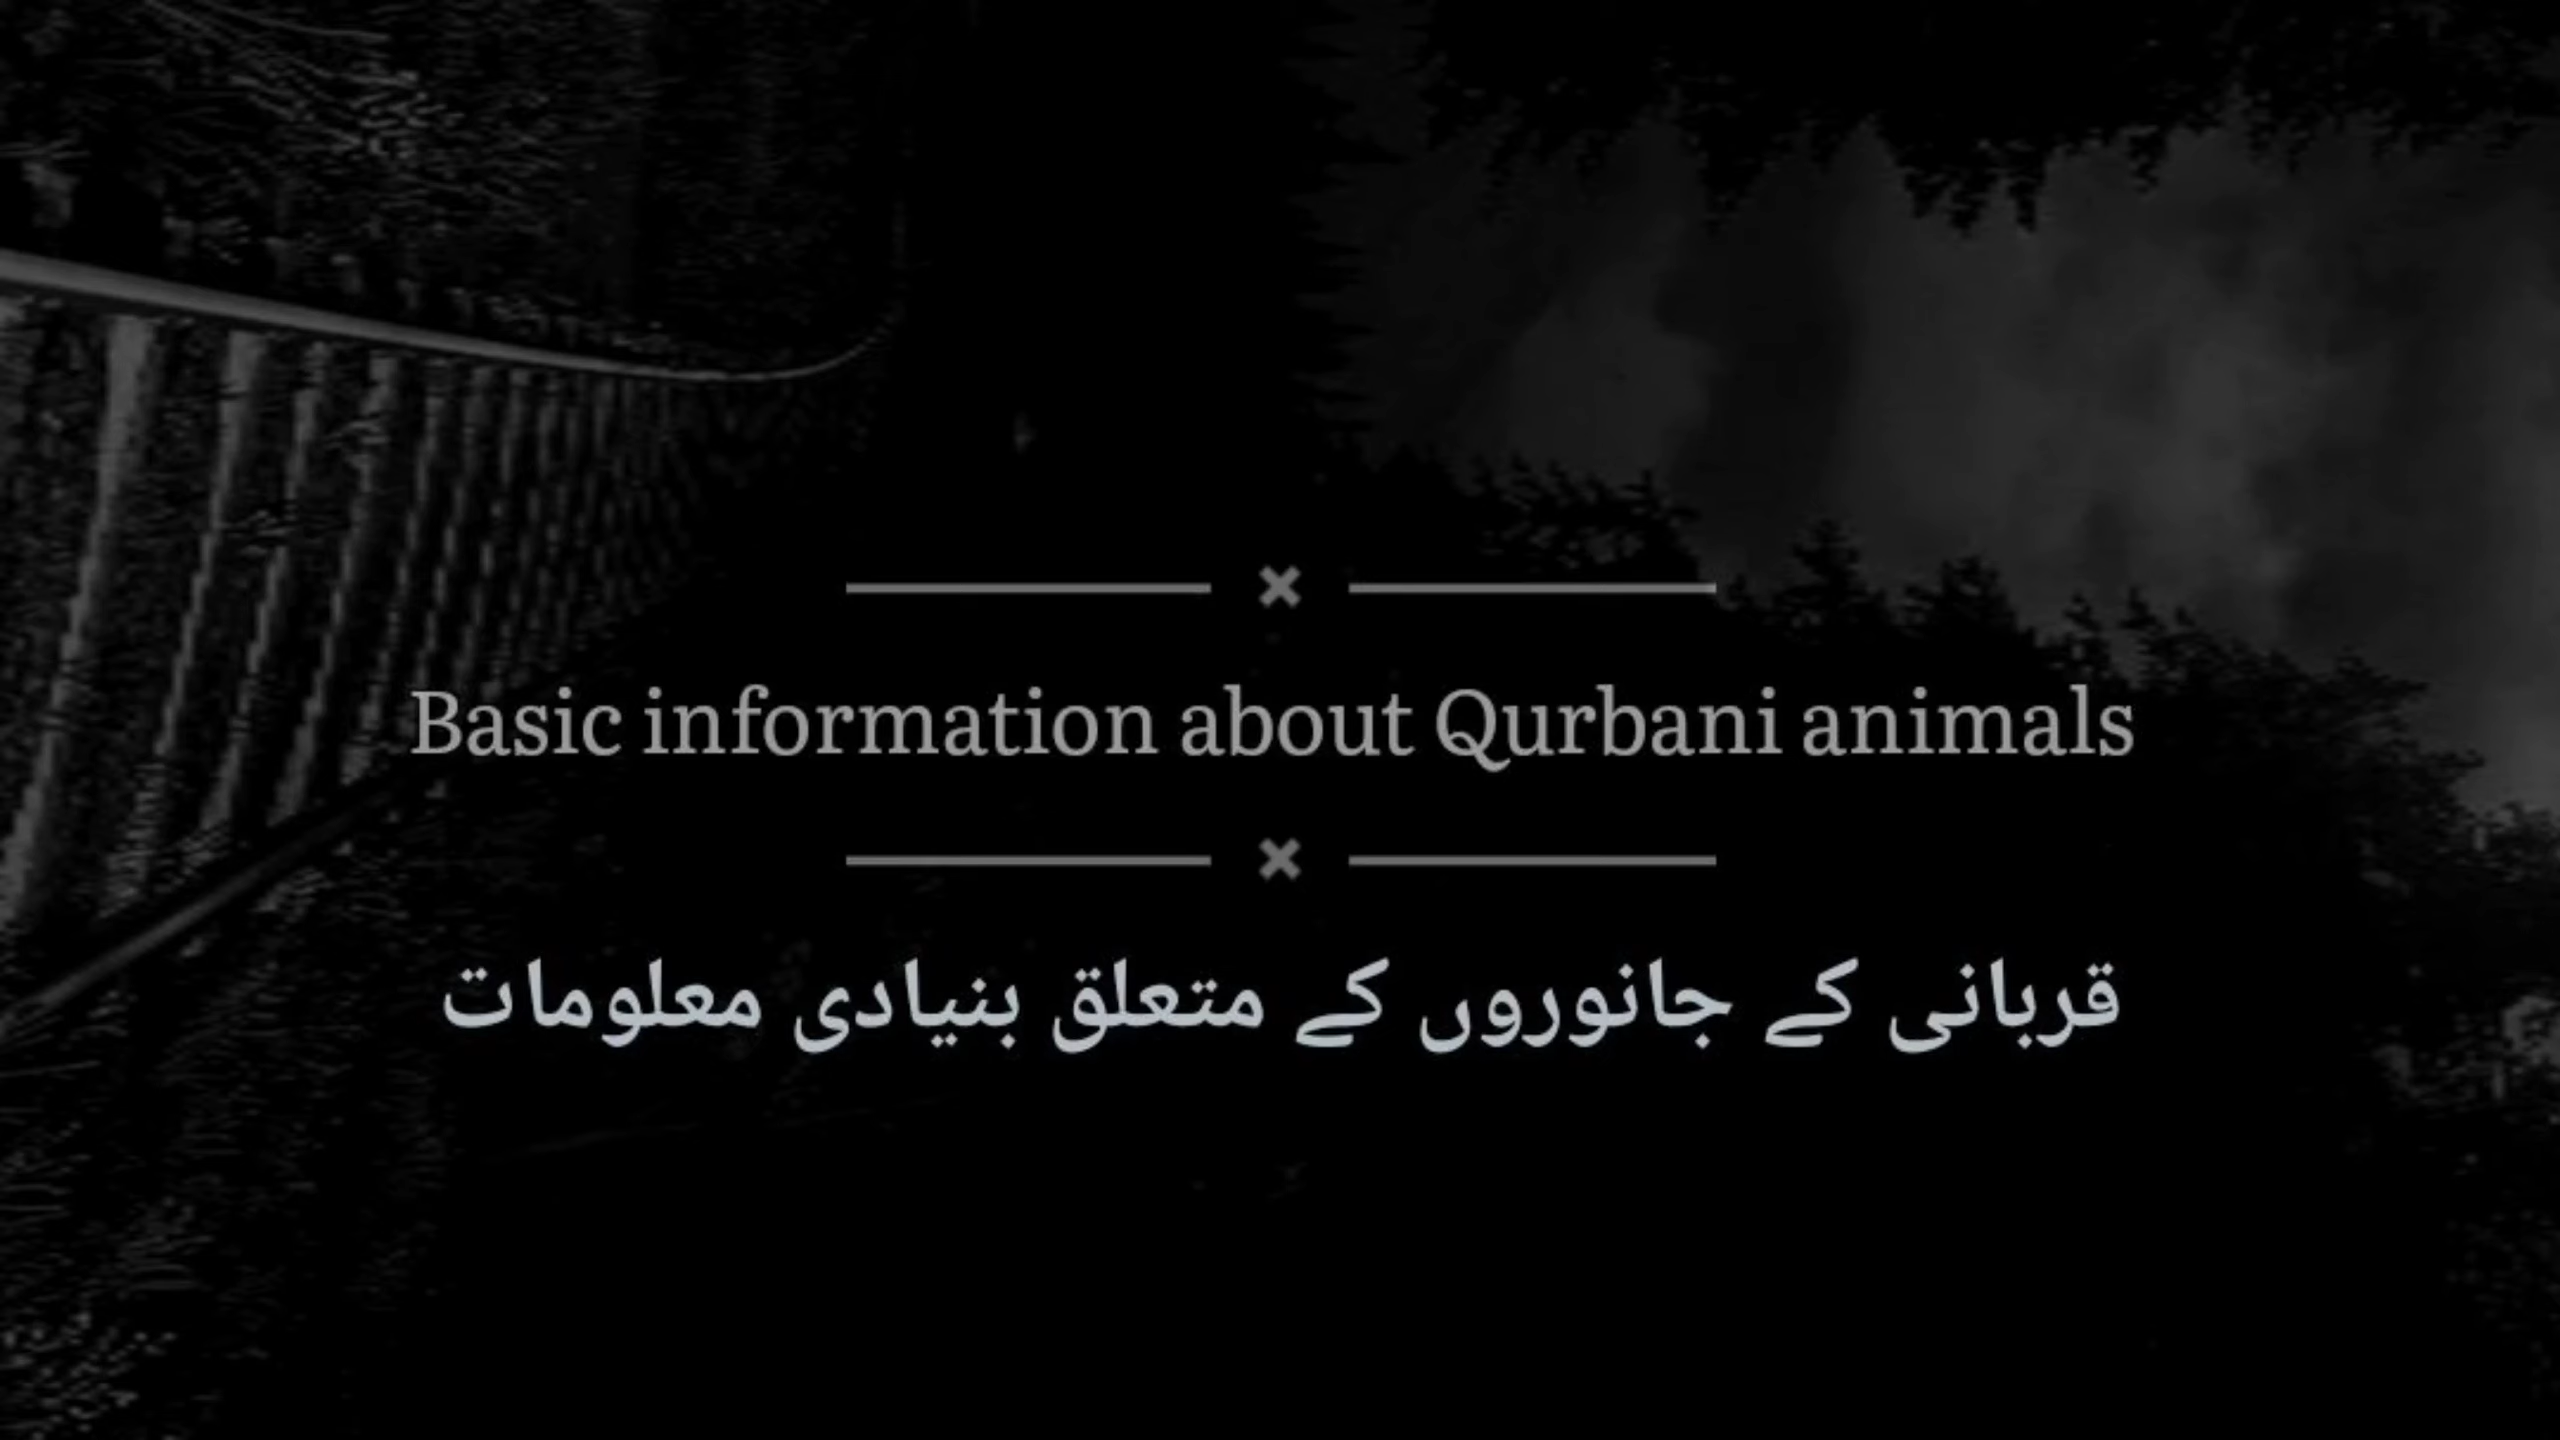 Basic information about Qurbani animals
قربانی کے جانوروں کے متعلق بنیادی معلومات